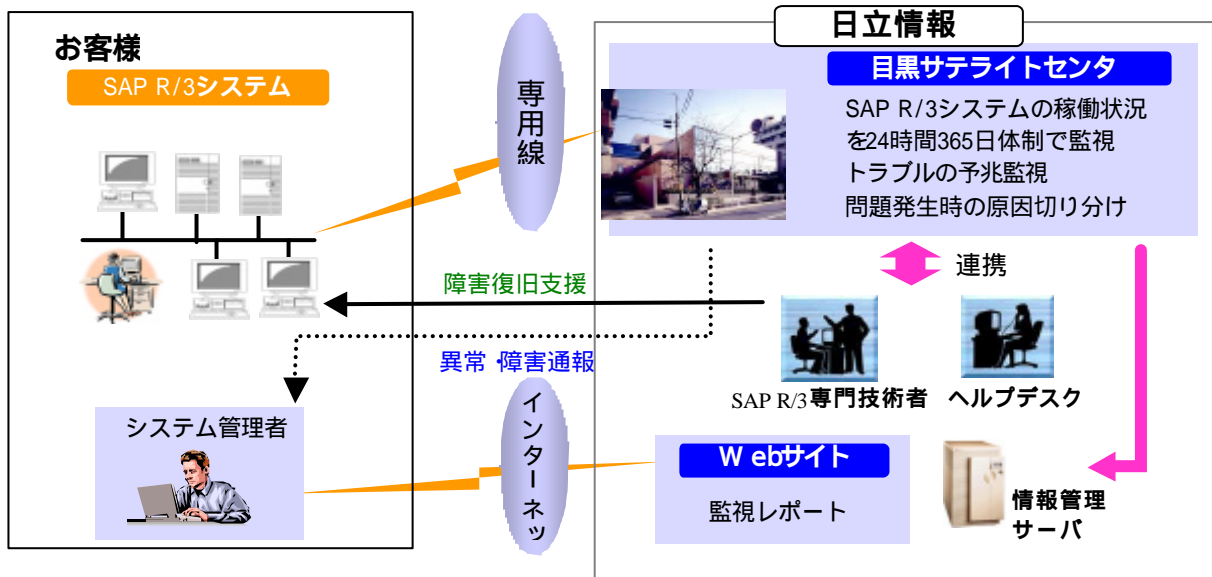 お客様
SAP R/3システム
システム管理者
専用線
障害復旧支援
異常・障害通報
インターネッ
日立情報
目黒サテライトセンタ
SAP R/3システムの稼働状況
を24時間365日体制で監視
トラブルの予兆監視
問題発生時の原因切り分け
連携
SAP R/3専門技術者
ヘルプデスク
Webサイト
監視レポート
情報管理
サーバ